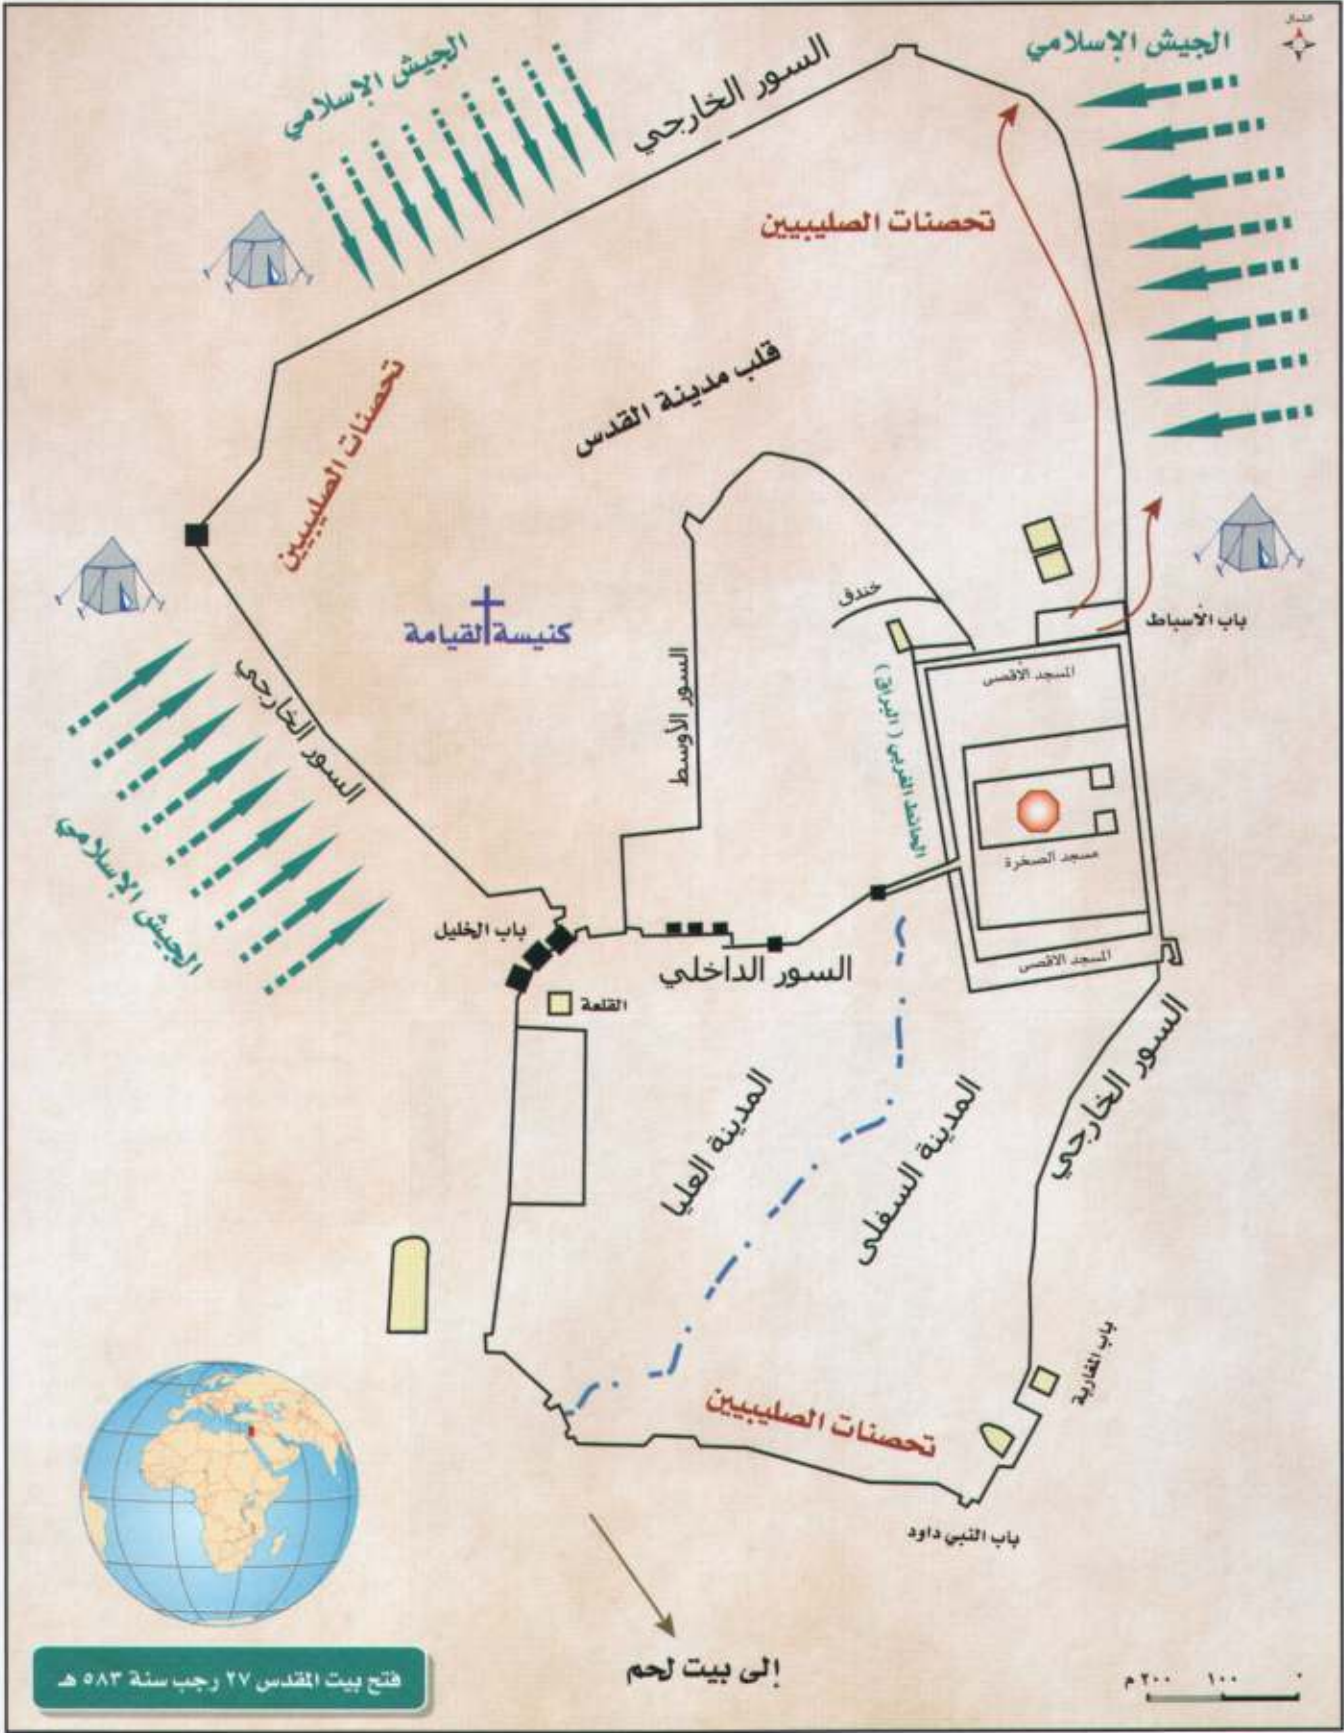 الشمال
الجيش الإسلامي
السور الخارجي
الجيش الإسلامي
تحصنات الصليبيين
قلب مدينة القدس
تحصنات الصليبيين
خندق
باب الأسباط
كنيسة القيامة
المسجد الأقصى
السور الأوسط
الحائط الغربي (البراق)
السور الخارجي
مسجد الصخرة
الجيش الإسلامي
باب الخليل
السور الداخلي
المسجد الاقصى
القلعة
السور الخارجي
المدينة العليا
المدينة السفلى
باب المغاربة
تحصنات الصليبيين
باب النبي داود
إلى بيت لحم
فتح بيت المقدس ٢٧ رجب سنة ٥٨٣ هـ
٢٠٠ م ١٠٠ ٠